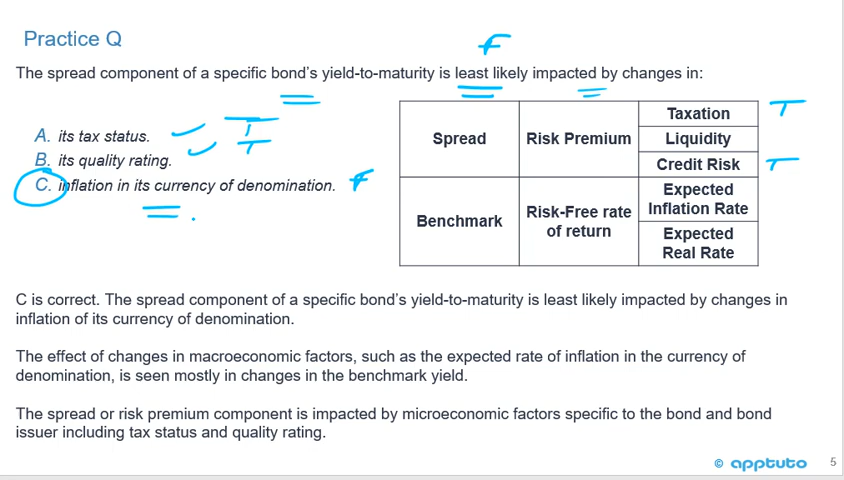 Practice Q
F
The spread component of a specific bond's yield-to-maturity is least likely impacted by changes in:
A. its tax status. T
B. its quality rating. T
C. inflation in its currency of denomination. F
Spread
Risk Premium
Taxation T
Liquidity
Credit Risk T
Benchmark
Risk-Free rate
of return
Expected
Inflation Rate
Expected
Real Rate
C is correct. The spread component of a specific bond's yield-to-maturity is least likely impacted by changes in
inflation of its currency of denomination.
The effect of changes in macroeconomic factors, such as the expected rate of inflation in the currency of
denomination, is seen mostly in changes in the benchmark yield.
The spread or risk premium component is impacted by microeconomic factors specific to the bond and bond
issuer including tax status and quality rating.
© apptuto 5